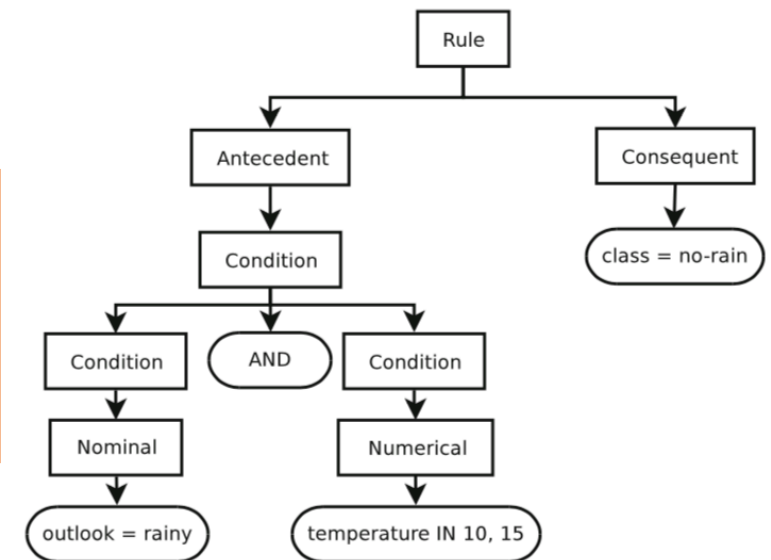 Rule
Antecedent
Consequent
Condition
class = no-rain
Condition
AND
Condition
Nominal
Numerical
outlook = rainy
temperature IN 10, 15